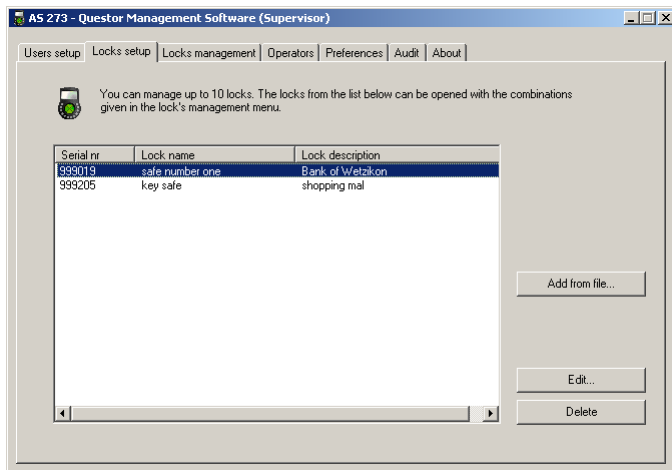 AS 273 - Questor Management Software (Supervisor)
Users setup Locks setup Locks management Operators Preferences Audit About
You can manage up to 10 locks. The locks from the list below can be opened with the combinations
given in the lock's management menu.
Serial nr Lock name Lock description
999019 safe number one Bank of Wetzikon
999205 key safe shopping mal
Add from file...
Edit...
Delete